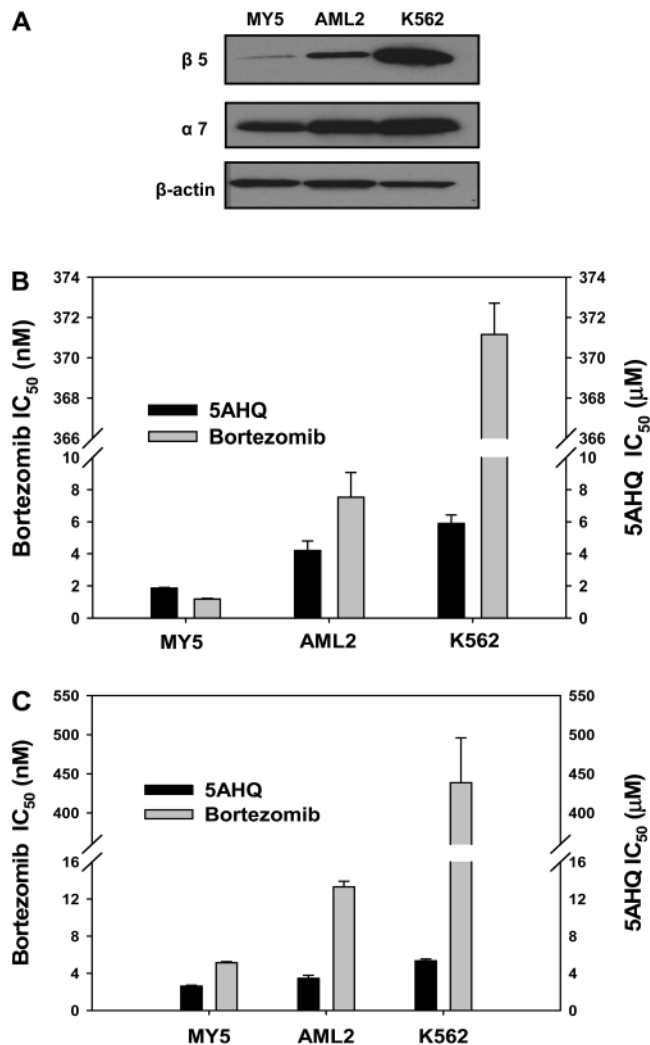 A
MY5 AML2 K562
β 5
α 7
β-actin
B
Bortezomib IC50 (nM)
374
372
370
368
366
10
8
6
4
2
0
5AHQ
Bortezomib
374
372
370
368
366
10
8
6
4
2
0
5AHQ IC50 (μM)
MY5 AML2 K562
C
Bortezomib IC50 (nM)
550
500
450
400
16
12
8
4
0
5AHQ
Bortezomib
550
500
450
400
16
12
8
4
0
5AHQ IC50 (μM)
MY5 AML2 K562